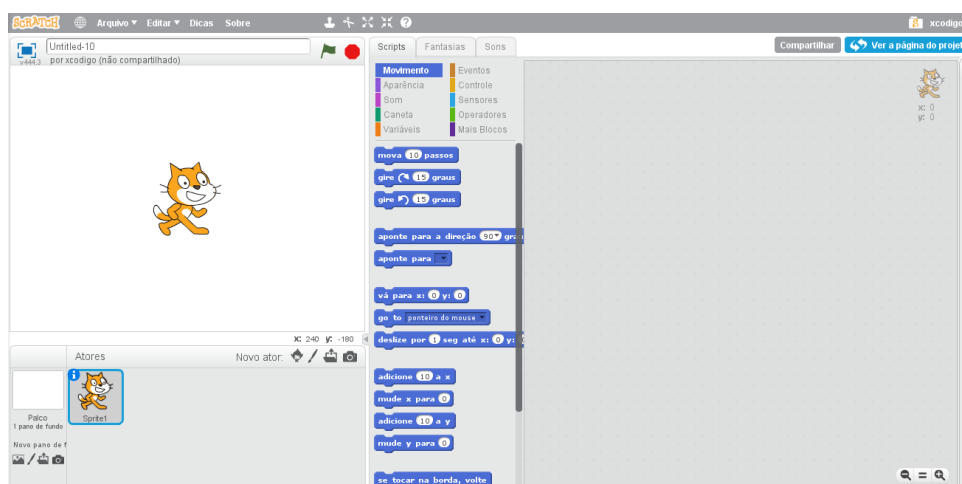 SCRATCH Arquivo Editar Dicas Sobre xcodigo
Untitled-10
por xcodigo (não compartilhado)
v444.3
Scripts Fantasias Sons
Compartilhar Ver a página do projet
Movimento Eventos
Aparência Controle
Som Sensores
Caneta Operadores
Variáveis Mais Blocos
mova 10 passos
gire 15 graus
gire 15 graus
aponte para a direção 90 gra
aponte para
vá para x: 0 y: 0
go to ponteiro do mouse
deslize por 1 seg até x: 0 y:
adicione 10 a x
mude x para 0
adicione 10 a y
mude y para 0
se tocar na borda, volte
x: 0
y: 0
X: 240 y: -180
Atores Novo ator:
Palco
1 pano de fundo
Novo pano de f
Sprite1